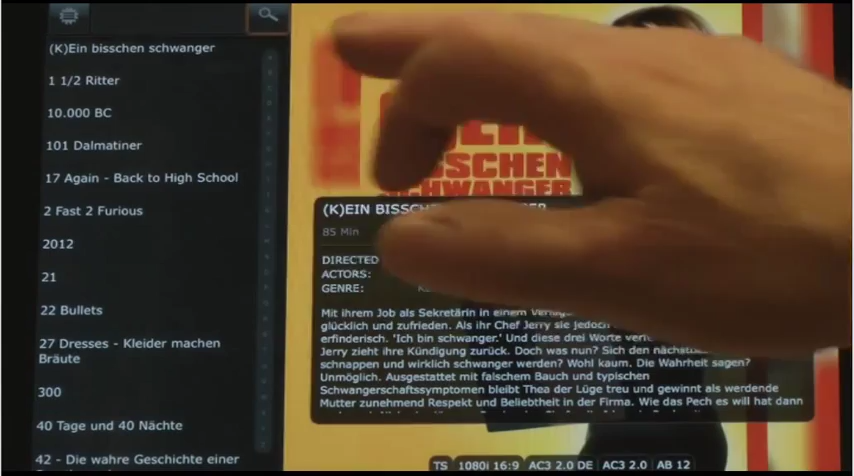 (K)Ein bisschen schwanger
1 1/2 Ritter
10.000 BC
101 Dalmatiner
17 Again - Back to High School
2 Fast 2 Furious
2012
21
22 Bullets
27 Dresses - Kleider machen
Bräute
300
40 Tage und 40 Nächte
42 - Die wahre Geschichte einer
BISSCHEN
SCHWANGER
(K)EIN
85 Min
DIRECTED
ACTORS:
GENRE:
Mit ihrem Job als Sekretärin in einem
glücklich und zufrieden. Als ihr Chef Jerry sie jedoch
erfinderisch. 'Ich bin schwanger.' Und diese drei Worte
Jerry zieht ihre Kündigung zurück. Doch was nun? Sich den
schnappen und wirklich schwanger werden? Wohl kaum. Die Wahrheit sagen?
Unmöglich. Ausgestattet mit falschem Bauch und typischen
Schwangerschaftssymptomen bleibt Thea der Lüge treu und gewinnt als werdende
Mutter zunehmend Respekt und Beliebtheit in der Firma. Wie das Pech es will hat dann
TS 1080i 16:9 AC3 2.0 DE AC3 2.0 AB 12